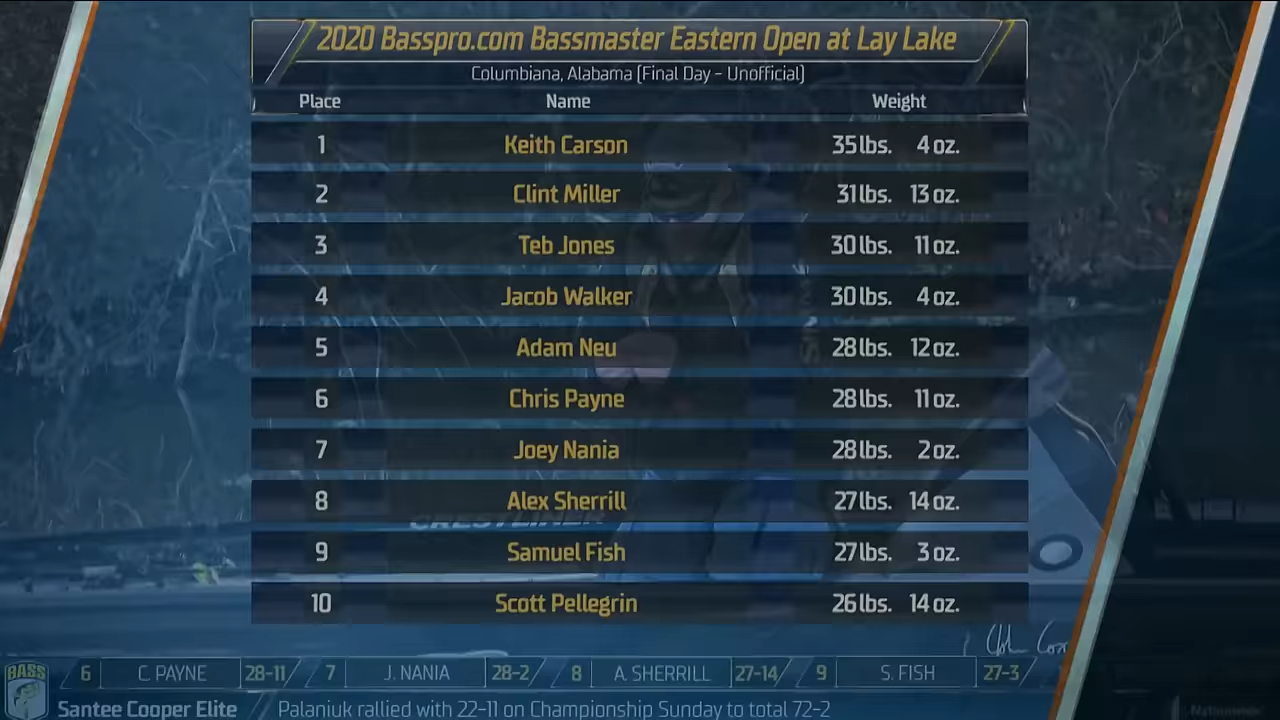 2020 Basspro.com Bassmaster Eastern Open at Lay Lake
Columbiana, Alabama [Final Day - Unofficial]
Place Name Weight
1 Keith Carson 35 lbs. 4 oz.
2 Clint Miller 31 lbs. 13 oz.
3 Teb Jones 30 lbs. 11 oz.
4 Jacob Walker 30 lbs. 4 oz.
5 Adam Neu 28 lbs. 12 oz.
6 Chris Payne 28 lbs. 11 oz.
7 Joey Nania 28 lbs. 2 oz.
8 Alex Sherrill 27 lbs. 14 oz.
CRESTLINER
9 Samuel Fish 27 lbs. 3 oz.
10 Scott Pellegrin 26 lbs. 14 oz.
BASS 6 C. PAYNE 28-11 7 J. NANIA 28-2 8 A. SHERRILL 27-14 9 S. FISH 27-3
Santee Cooper Elite Palaniuk rallied with 22-11 on Championship Sunday to total 72-2